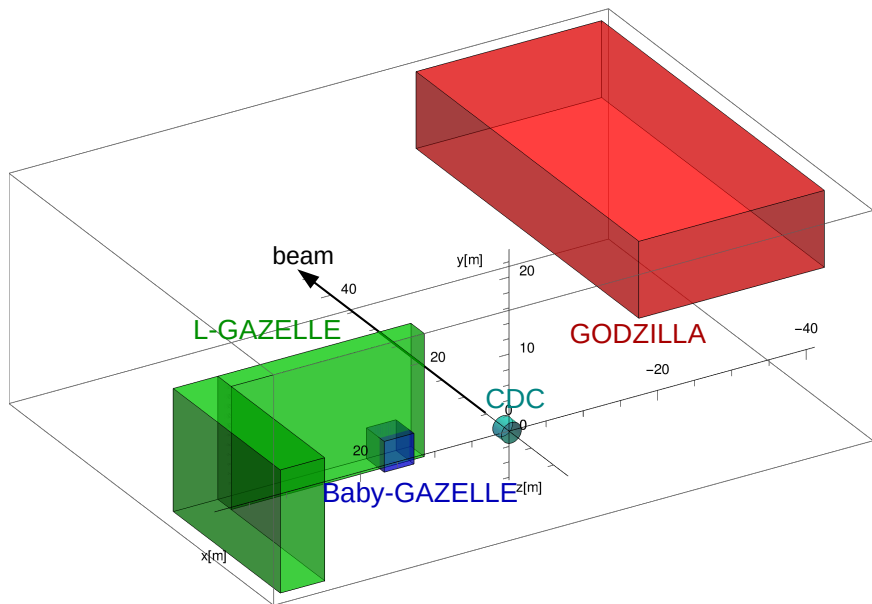 beam
y[m]
40
20
L-GAZELLE
GODZILLA
−40
10
20
−20
CDC
0
0
20
Baby-GAZELLE
z[m]
x[m]